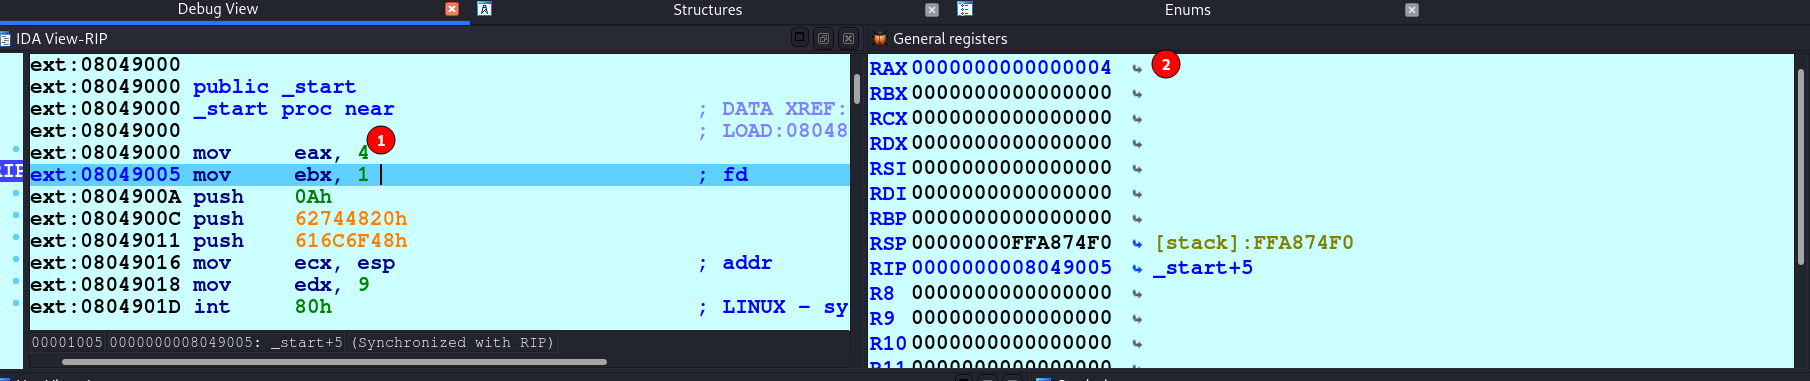 Debug View
Structures
Enums
IDA View-RIP
General registers
ext:08049000
ext:08049000 public _start
ext:08049000 _start proc near ; DATA XREF:
ext:08049000 ; LOAD:08048
ext:08049000 mov eax, 4
1
RIP
ext:08049005 mov ebx, 1 ; fd
ext:0804900A push 0Ah
ext:0804900C push 62744820h
ext:08049011 push 616C6F48h
ext:08049016 mov ecx, esp ; addr
ext:08049018 mov edx, 9
ext:0804901D int 80h ; LINUX - sy
00001005 0000000008049005: _start+5 (Synchronized with RIP)
RAX 0000000000000004
2
RBX 0000000000000000
RCX 0000000000000000
RDX 0000000000000000
RSI 0000000000000000
RDI 0000000000000000
RBP 0000000000000000
RSP 00000000FFA874F0 [stack]:FFA874F0
RIP 0000000008049005 _start+5
R8 0000000000000000
R9 0000000000000000
R10 0000000000000000